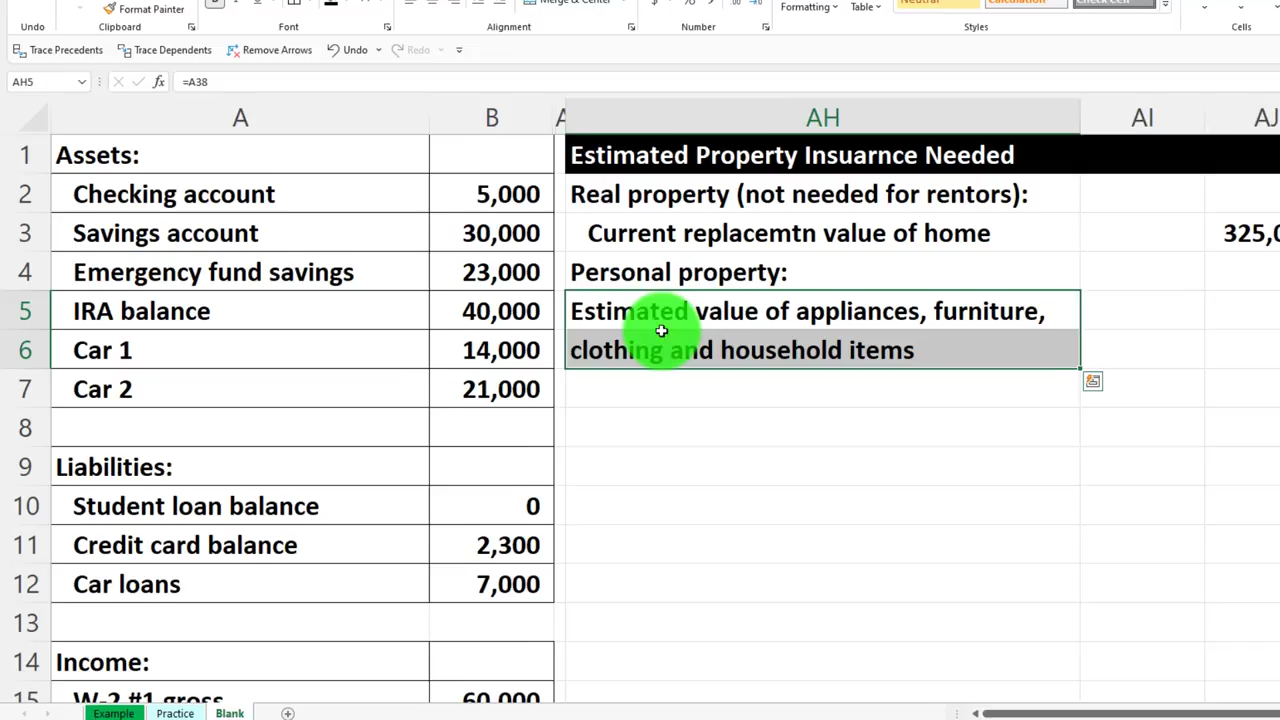 Format Painter
Merge & Center
Formatting
Table
Neutral
Calculation
Check Cell
Undo
Clipboard
Font
Alignment
Number
Styles
Cells
Trace Precedents
Trace Dependents
Remove Arrows
Undo
Redo
AH5
fx
=A38
A
B
A
AH
AI
AJ
1 Assets: Estimated Property Insuarnce Needed
2 Checking account 5,000 Real property (not needed for rentors):
3 Savings account 30,000 Current replacemtn value of home 325,0
4 Emergency fund savings 23,000 Personal property:
5 IRA balance 40,000 Estimated value of appliances, furniture,
6 Car 1 14,000 clothing and household items
7 Car 2 21,000
8
9 Liabilities:
10 Student loan balance 0
11 Credit card balance 2,300
12 Car loans 7,000
13
14 Income:
15 W-2 #1 gross 60,000
Example
Practice
Blank